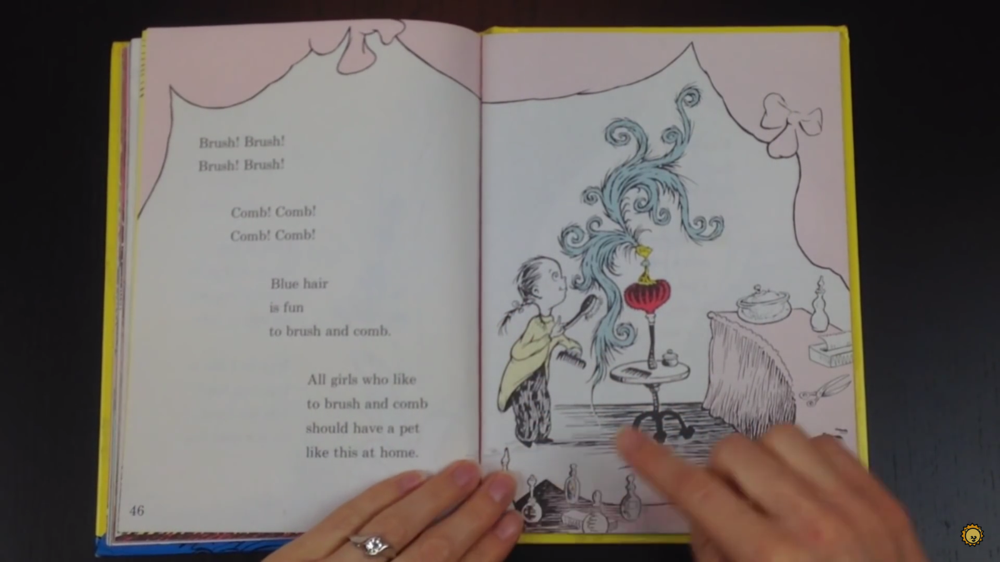 Brush! Brush!
Brush! Brush!
Comb! Comb!
Comb! Comb!
Blue hair
is fun
to brush and comb.
All girls who like
to brush and comb
should have a pet
like this at home.
46